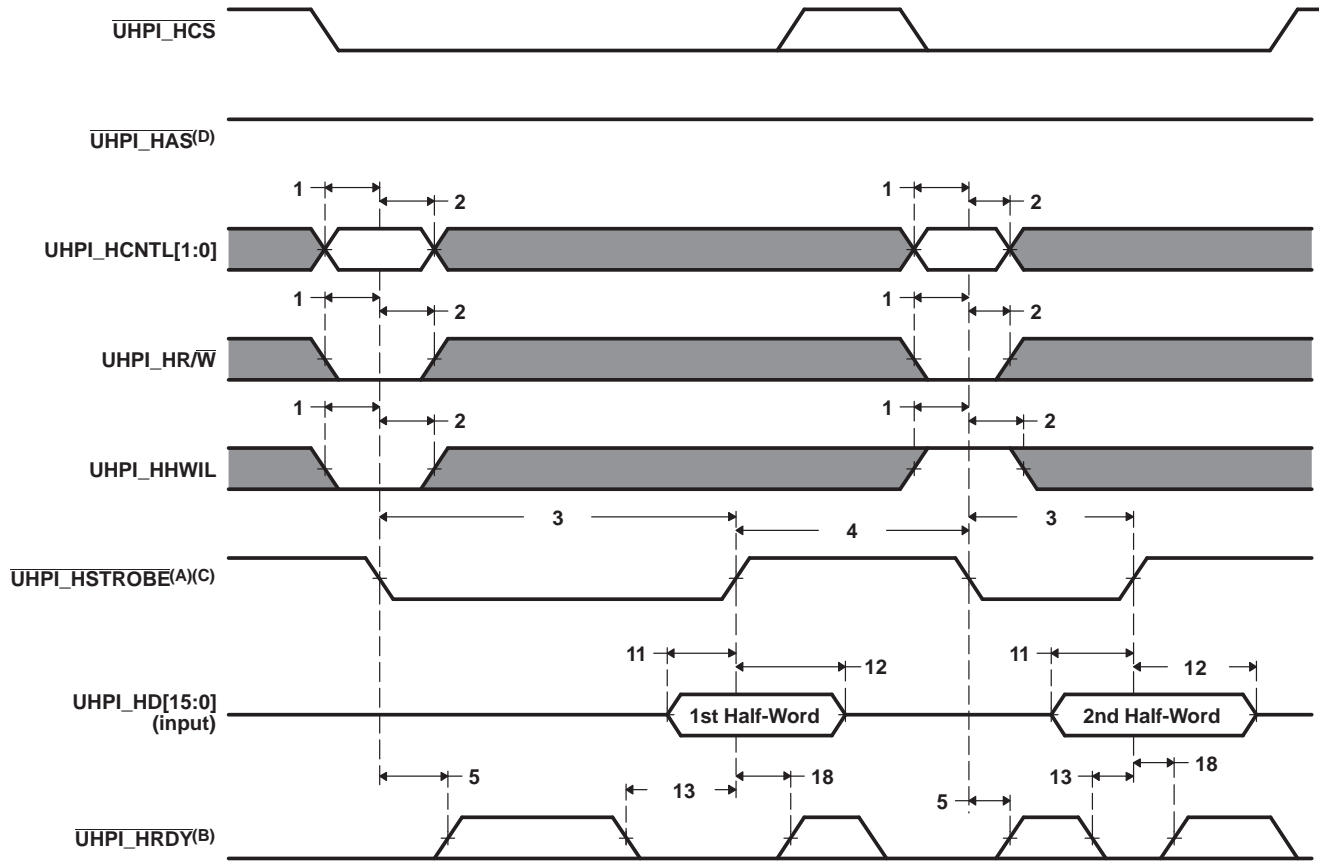 UHPI_HCS
UHPI_HAS(D)
1 2 1 2
UHPI_HCNTL[1:0]
1 2 1 2
UHPI_HR/W
1 2 1 2
UHPI_HHWIL
3 4 3
UHPI_HSTROBE(A)(C)
11 12 11 12
UHPI_HD[15:0]
(input)
1st Half-Word 2nd Half-Word
5 13 18 5 13 18
UHPI_HRDY(B)